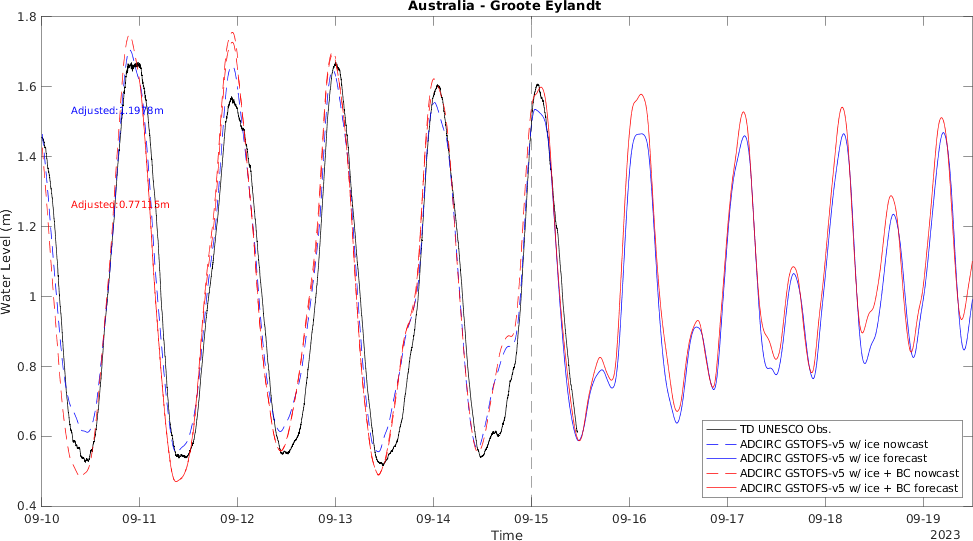 Australia - Groote Eylandt
1.8
1.6
1.4
1.2
1
0.8
0.6
0.4
Water Level (m)
Adjusted:1.1978m
Adjusted:0.77115m
TD UNESCO Obs.
ADCIRC GSTOFS-v5 w/ ice nowcast
ADCIRC GSTOFS-v5 w/ ice forecast
ADCIRC GSTOFS-v5 w/ ice + BC nowcast
ADCIRC GSTOFS-v5 w/ ice + BC forecast
09-10 09-11 09-12 09-13 09-14 09-15 09-16 09-17 09-18 09-19
Time
2023